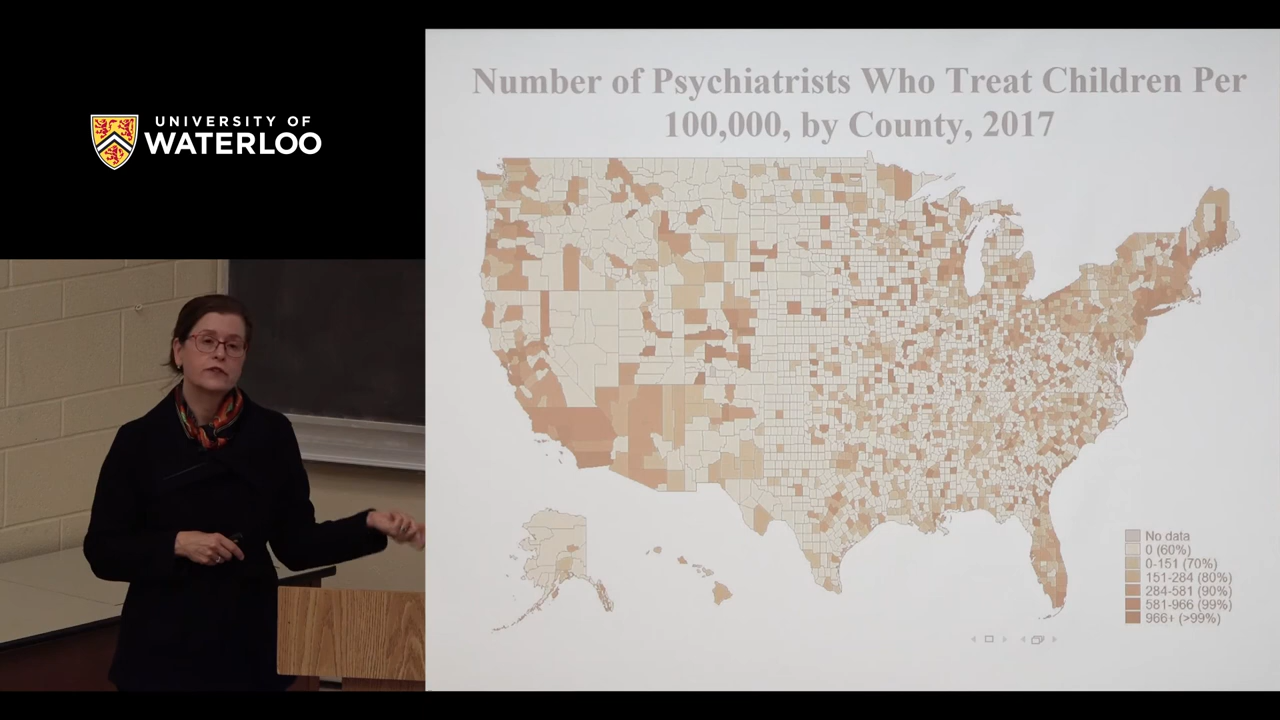 UNIVERSITY OF
WATERLOO
Number of Psychiatrists Who Treat Children Per
100,000, by County, 2017
No data
0 (60%)
0-151 (70%)
151-284 (80%)
284-581 (90%)
581-966 (99%)
966+ (>99%)